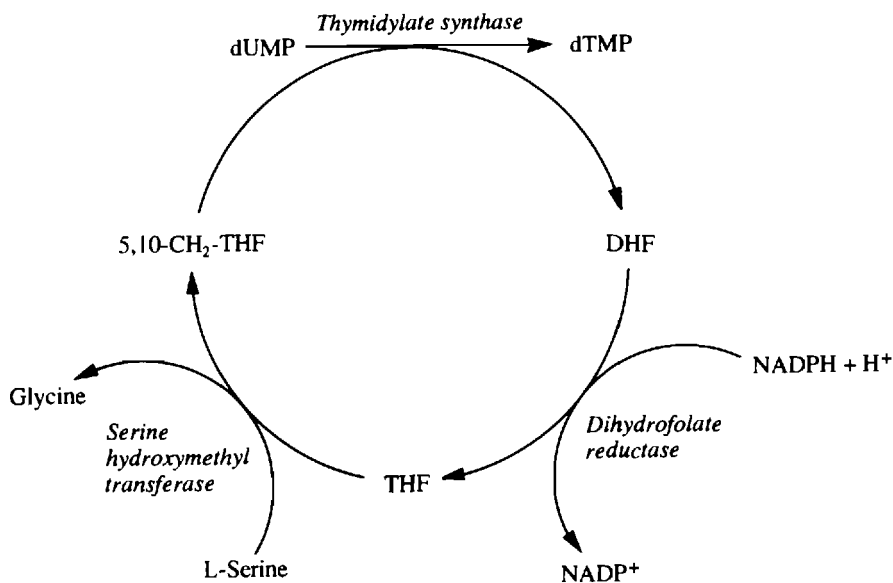 Thymidylate synthase
dUMP
dTMP
5,10-CH₂-THF
DHF
NADPH + H⁺
Glycine
Serine
hydroxymethyl
transferase
Dihydrofolate
reductase
THF
L-Serine
NADP⁺